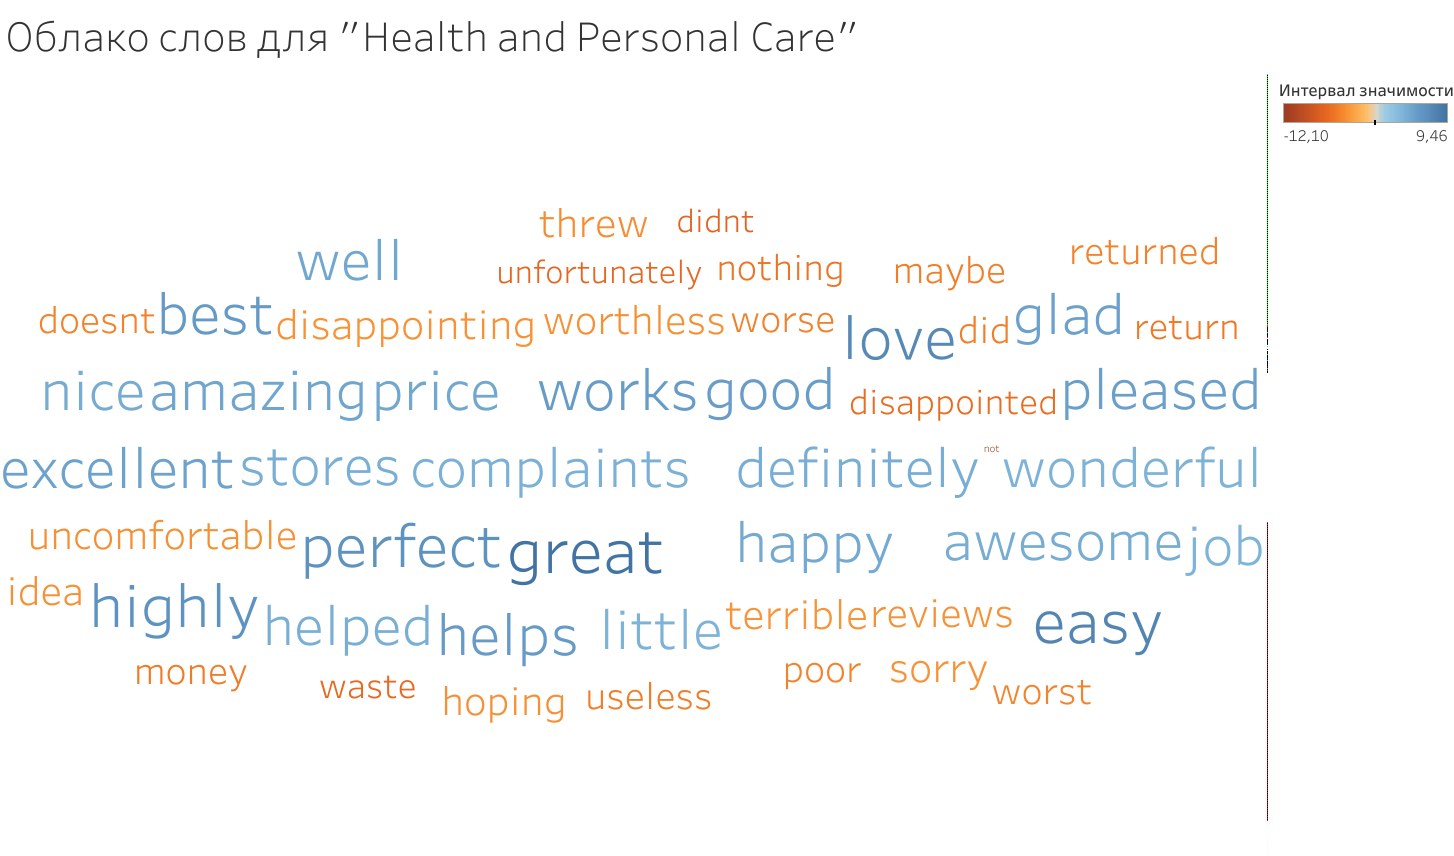 Облако слов для "Health and Personal Care"
Интервал значимости
-12,10 9,46
threw didnt
well unfortunately nothing maybe returned
doesnt best disappointing worthless worse love did glad return
nice amazing price works good disappointed pleased
excellent stores complaints definitely not wonderful
uncomfortable perfect great happy awesome job
idea highly helped helps little terrible reviews easy
money waste hoping useless poor sorry worst